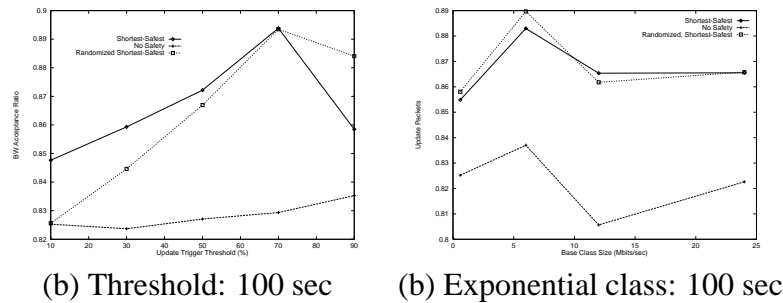 0.9
0.89
0.88
0.87
0.86
0.85
0.84
0.83
0.82
10 20 30 40 50 60 70 80 90
BW Acceptance Ratio
Update Trigger Threshold (%)
Shortest-Safest
No Safety
Randomized Shortest-Safest
(b) Threshold: 100 sec
0.89
0.88
0.87
0.86
0.85
0.84
0.83
0.82
0.81
0.8
0 5 10 15 20 25
Update Packets
Base Class Size (Mbits/sec)
Shortest-Safest
No Safety
Randomized, Shortest-Safest
(b) Exponential class: 100 sec